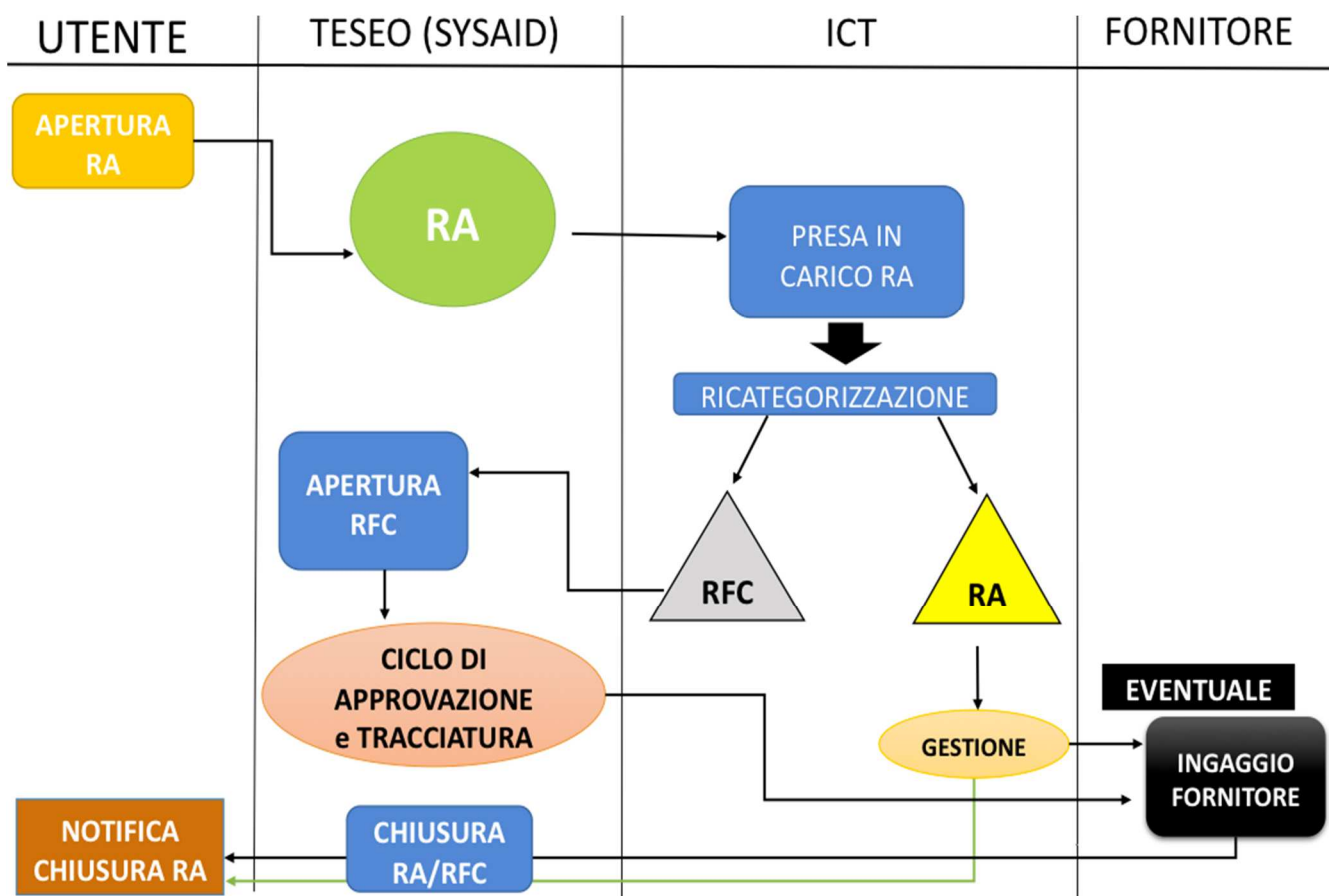 UTENTE
TESEO (SYSAID)
ICT
FORNITORE
APERTURA
RA
RA
PRESA IN
CARICO RA
RICATEGORIZZAZIONE
APERTURA
RFC
RFC
RA
CICLO DI
APPROVAZIONE
e TRACCIATURA
EVENTUALE
GESTIONE
INGAGGIO
FORNITORE
NOTIFICA
CHIUSURA RA
CHIUSURA
RA/RFC